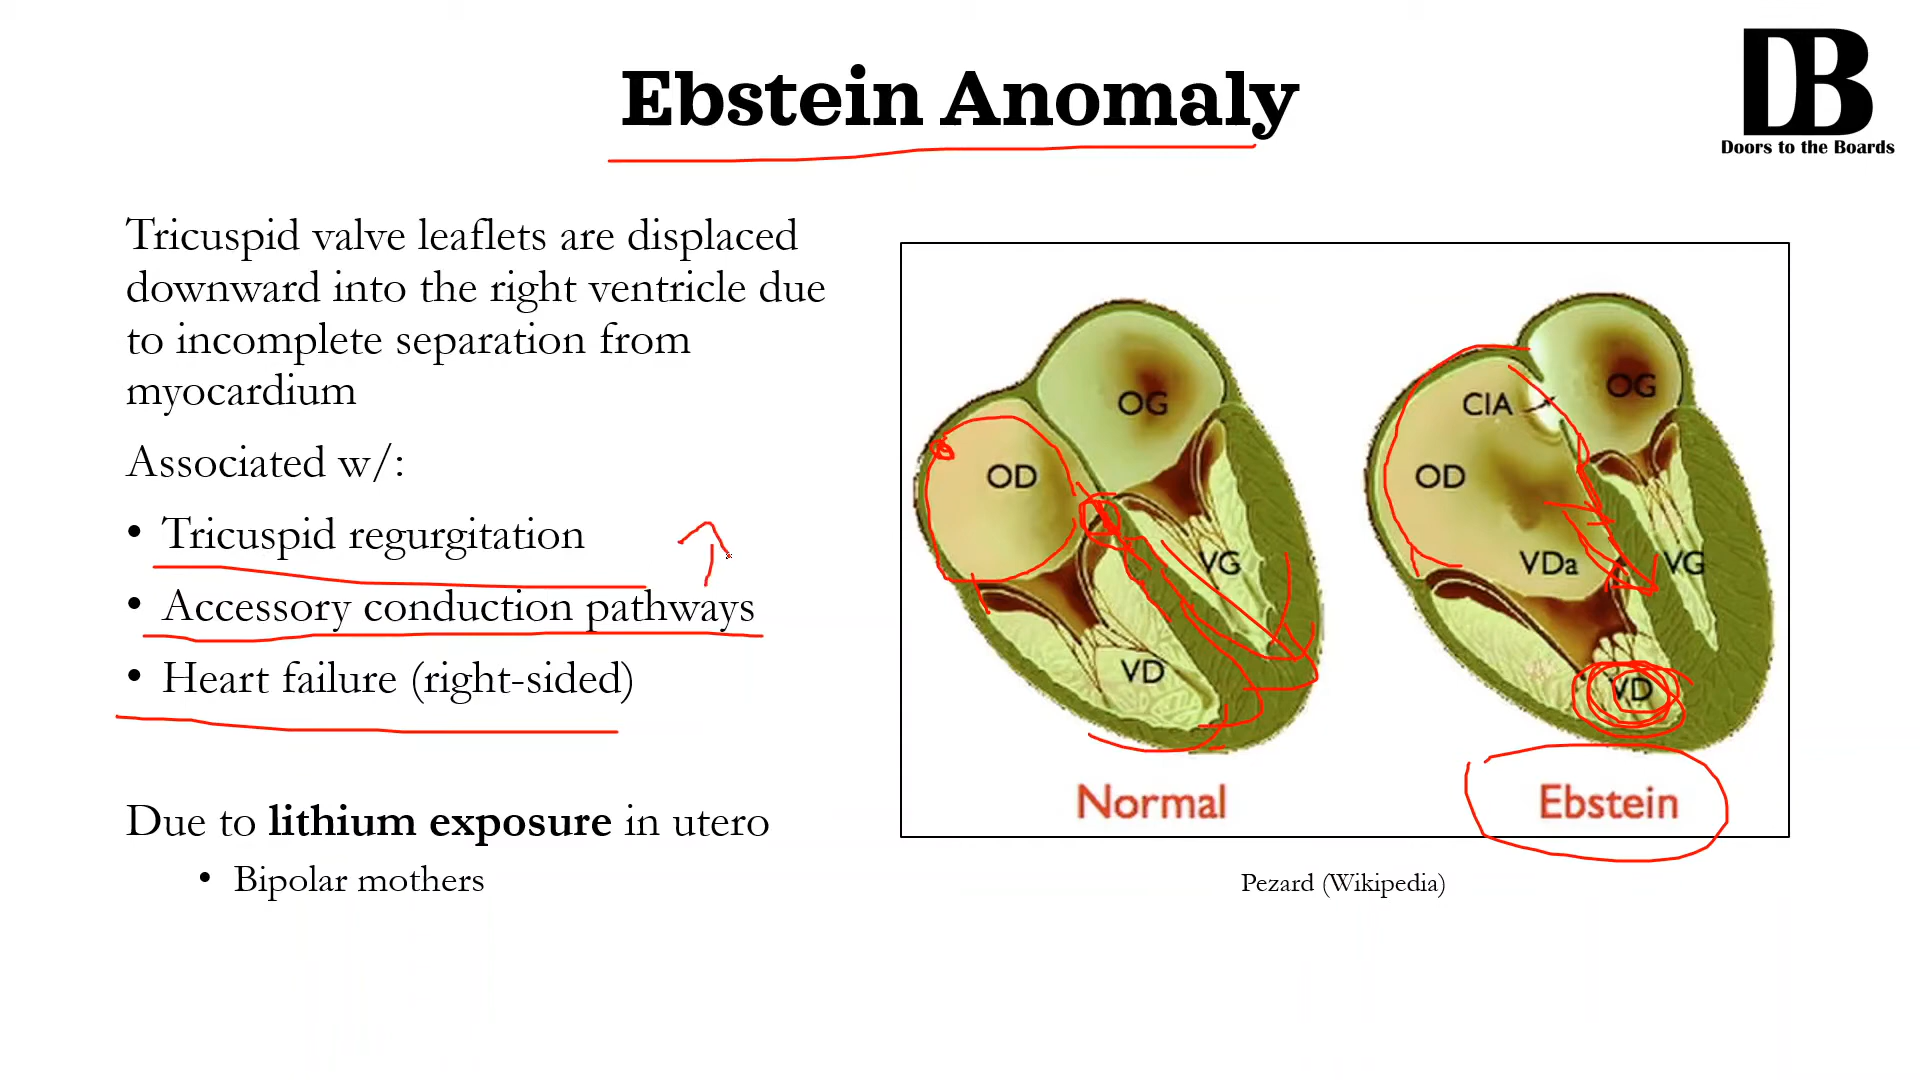 Ebstein Anomaly
DB
Doors to the Boards
Tricuspid valve leaflets are displaced
downward into the right ventricle due
to incomplete separation from
myocardium
Associated w/:
• Tricuspid regurgitation
• Accessory conduction pathways
• Heart failure (right-sided)
Due to lithium exposure in utero
• Bipolar mothers
OG
OD
VG
VD
Normal
OG
CIA
OD
VDa
VG
VD
Ebstein
Pezard (Wikipedia)